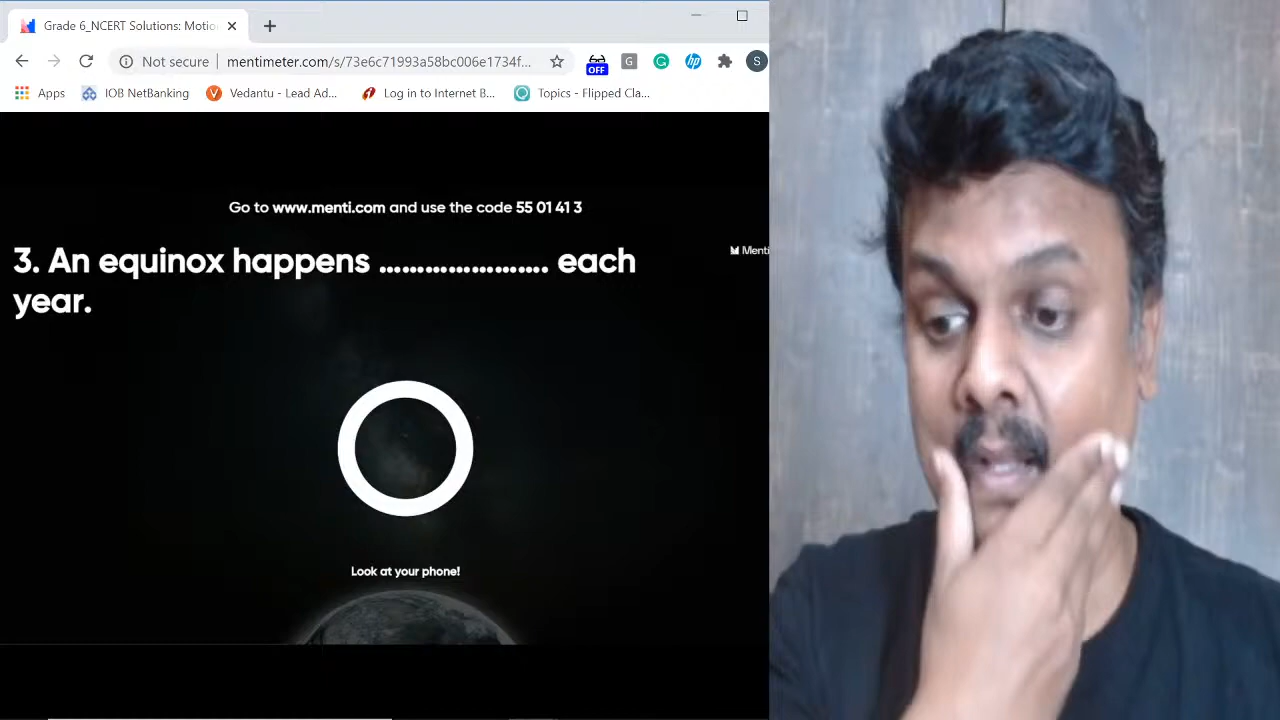 Grade 6_NCERT Solutions: Motio
Not secure
mentimeter.com/s/73e6c71993a58bc006e1734f...
G
hp
S
OFF
Apps
IOB NetBanking
Vedantu - Lead Ad...
Log in to Internet B...
Topics - Flipped Cla...
Go to www.menti.com and use the code 55 01 41 3
Menti
3. An equinox happens ...................... each
year.
Look at your phone!